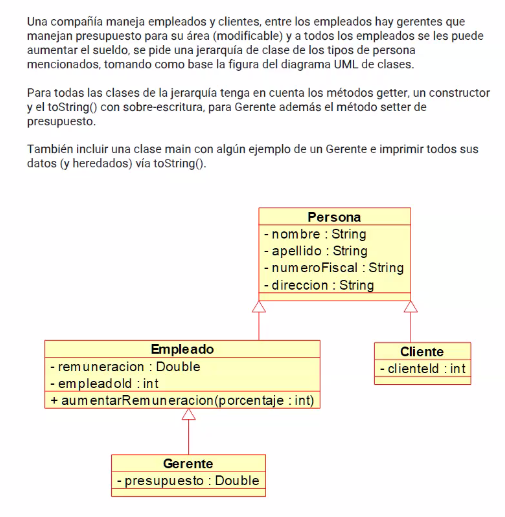 Una compañía maneja empleados y clientes, entre los empleados hay gerentes que
manejan presupuesto para su área (modificable) y a todos los empleados se les puede
aumentar el sueldo, se pide una jerarquía de clase de los tipos de persona
mencionados, tomando como base la figura del diagrama UML de clases.
Para todas las clases de la jerarquía tenga en cuenta los métodos getter, un constructor
y el toString() con sobre-escritura, para Gerente además el método setter de
presupuesto.
También incluir una clase main con algún ejemplo de un Gerente e imprimir todos sus
datos (y heredados) vía toString().
Persona
- nombre : String
- apellido : String
- numeroFiscal : String
- direccion : String
Empleado
- remuneracion : Double
- empleadoId : int
+ aumentarRemuneracion(porcentaje : int)
Cliente
- clienteId : int
Gerente
- presupuesto : Double